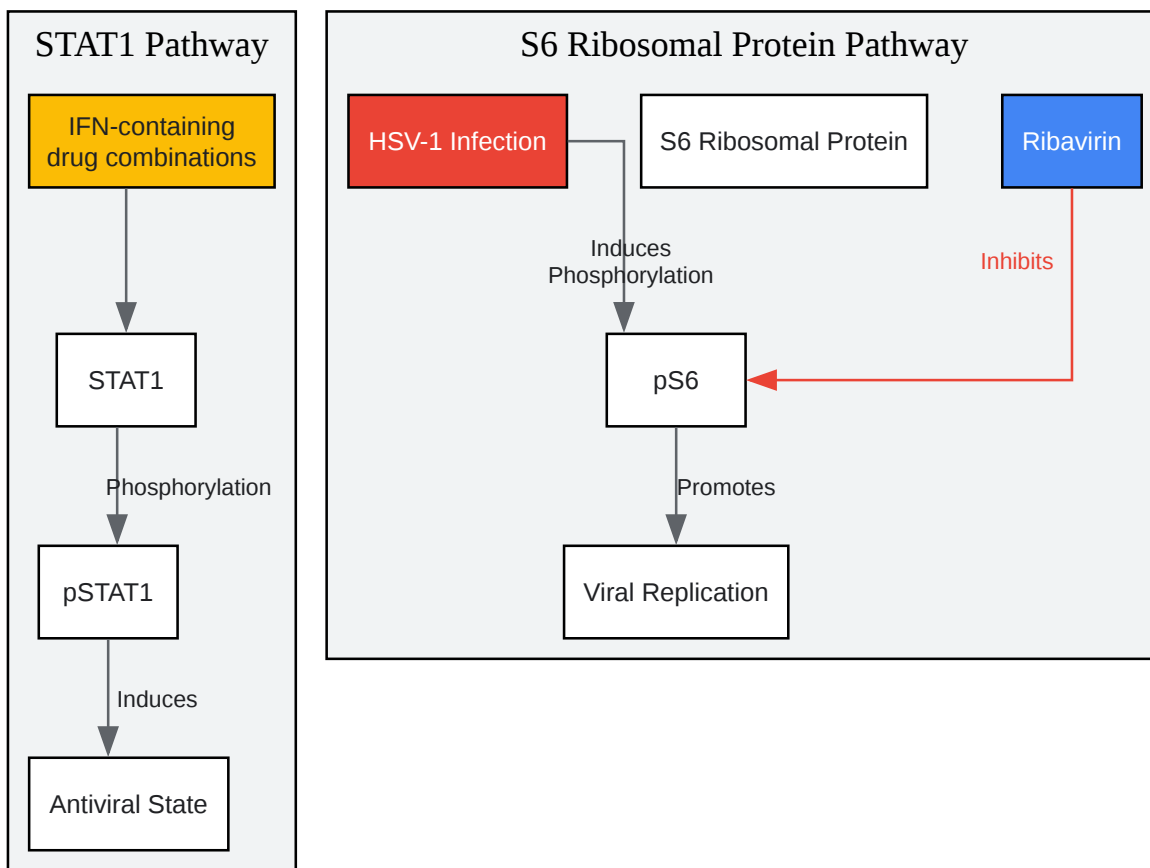 STAT1 Pathway
IFN-containing
drug combinations
STAT1
Phosphorylation
pSTAT1
Induces
Antiviral State
S6 Ribosomal Protein Pathway
HSV-1 Infection
S6 Ribosomal Protein
Ribavirin
Induces
Phosphorylation
Inhibits
pS6
Promotes
Viral Replication